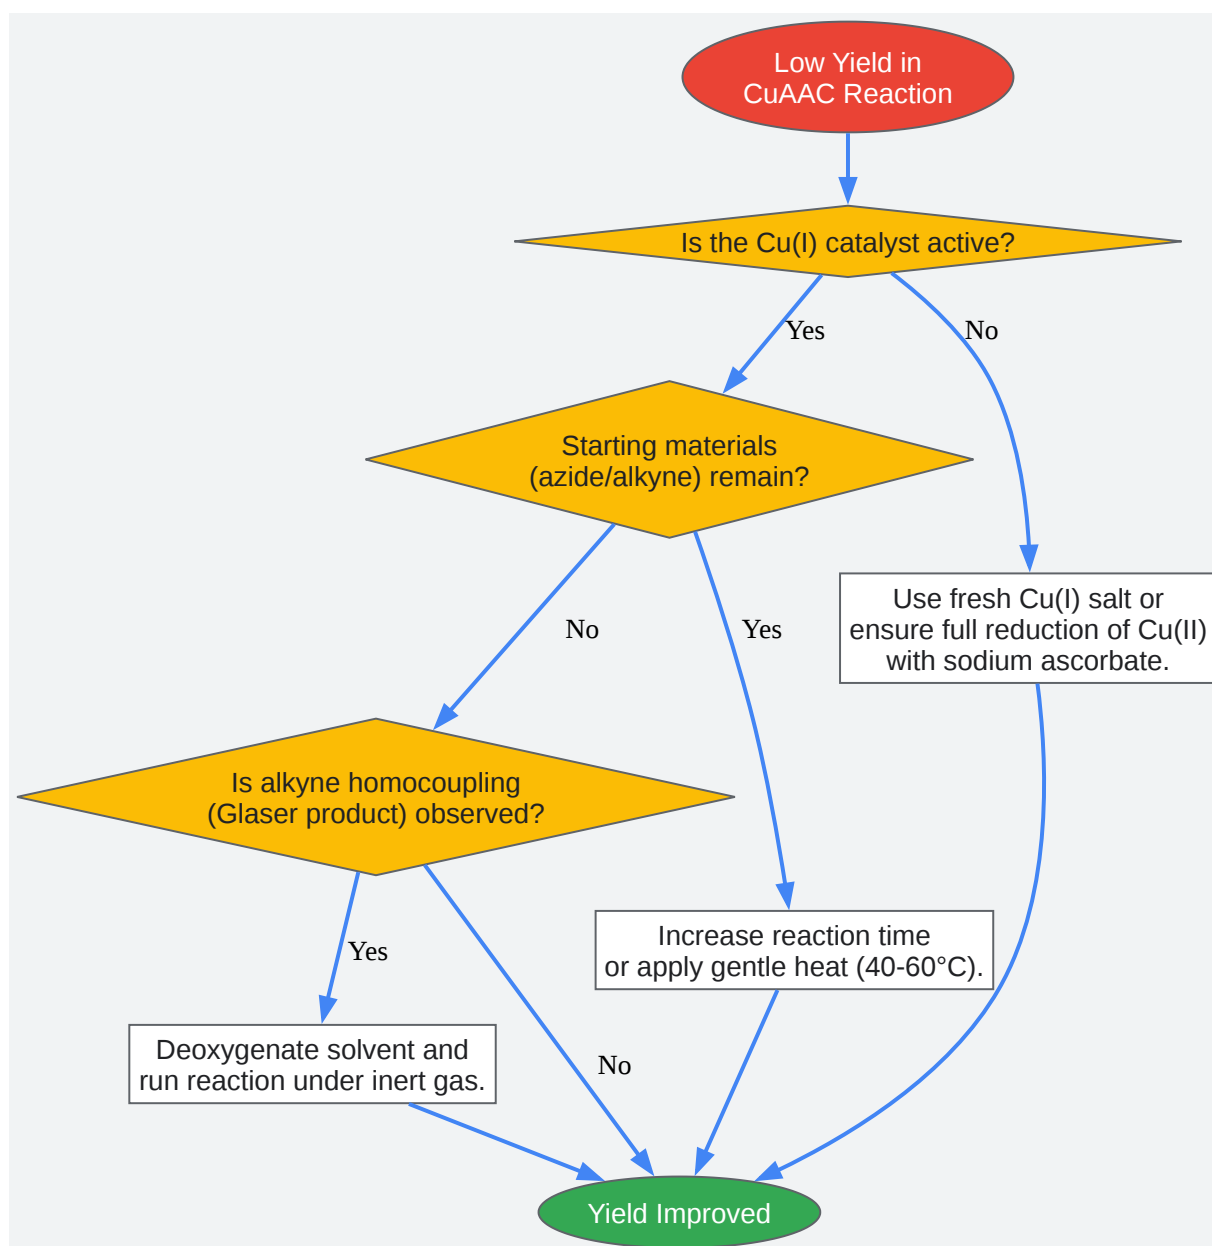 Low Yield in
CuAAC Reaction
Is the Cu(I) catalyst active?
Yes
No
Starting materials
(azide/alkyne) remain?
Use fresh Cu(I) salt or
ensure full reduction of Cu(II)
with sodium ascorbate.
No
Yes
Is alkyne homocoupling
(Glaser product) observed?
Increase reaction time
or apply gentle heat (40-60°C).
Yes
No
Deoxygenate solvent and
run reaction under inert gas.
Yield Improved